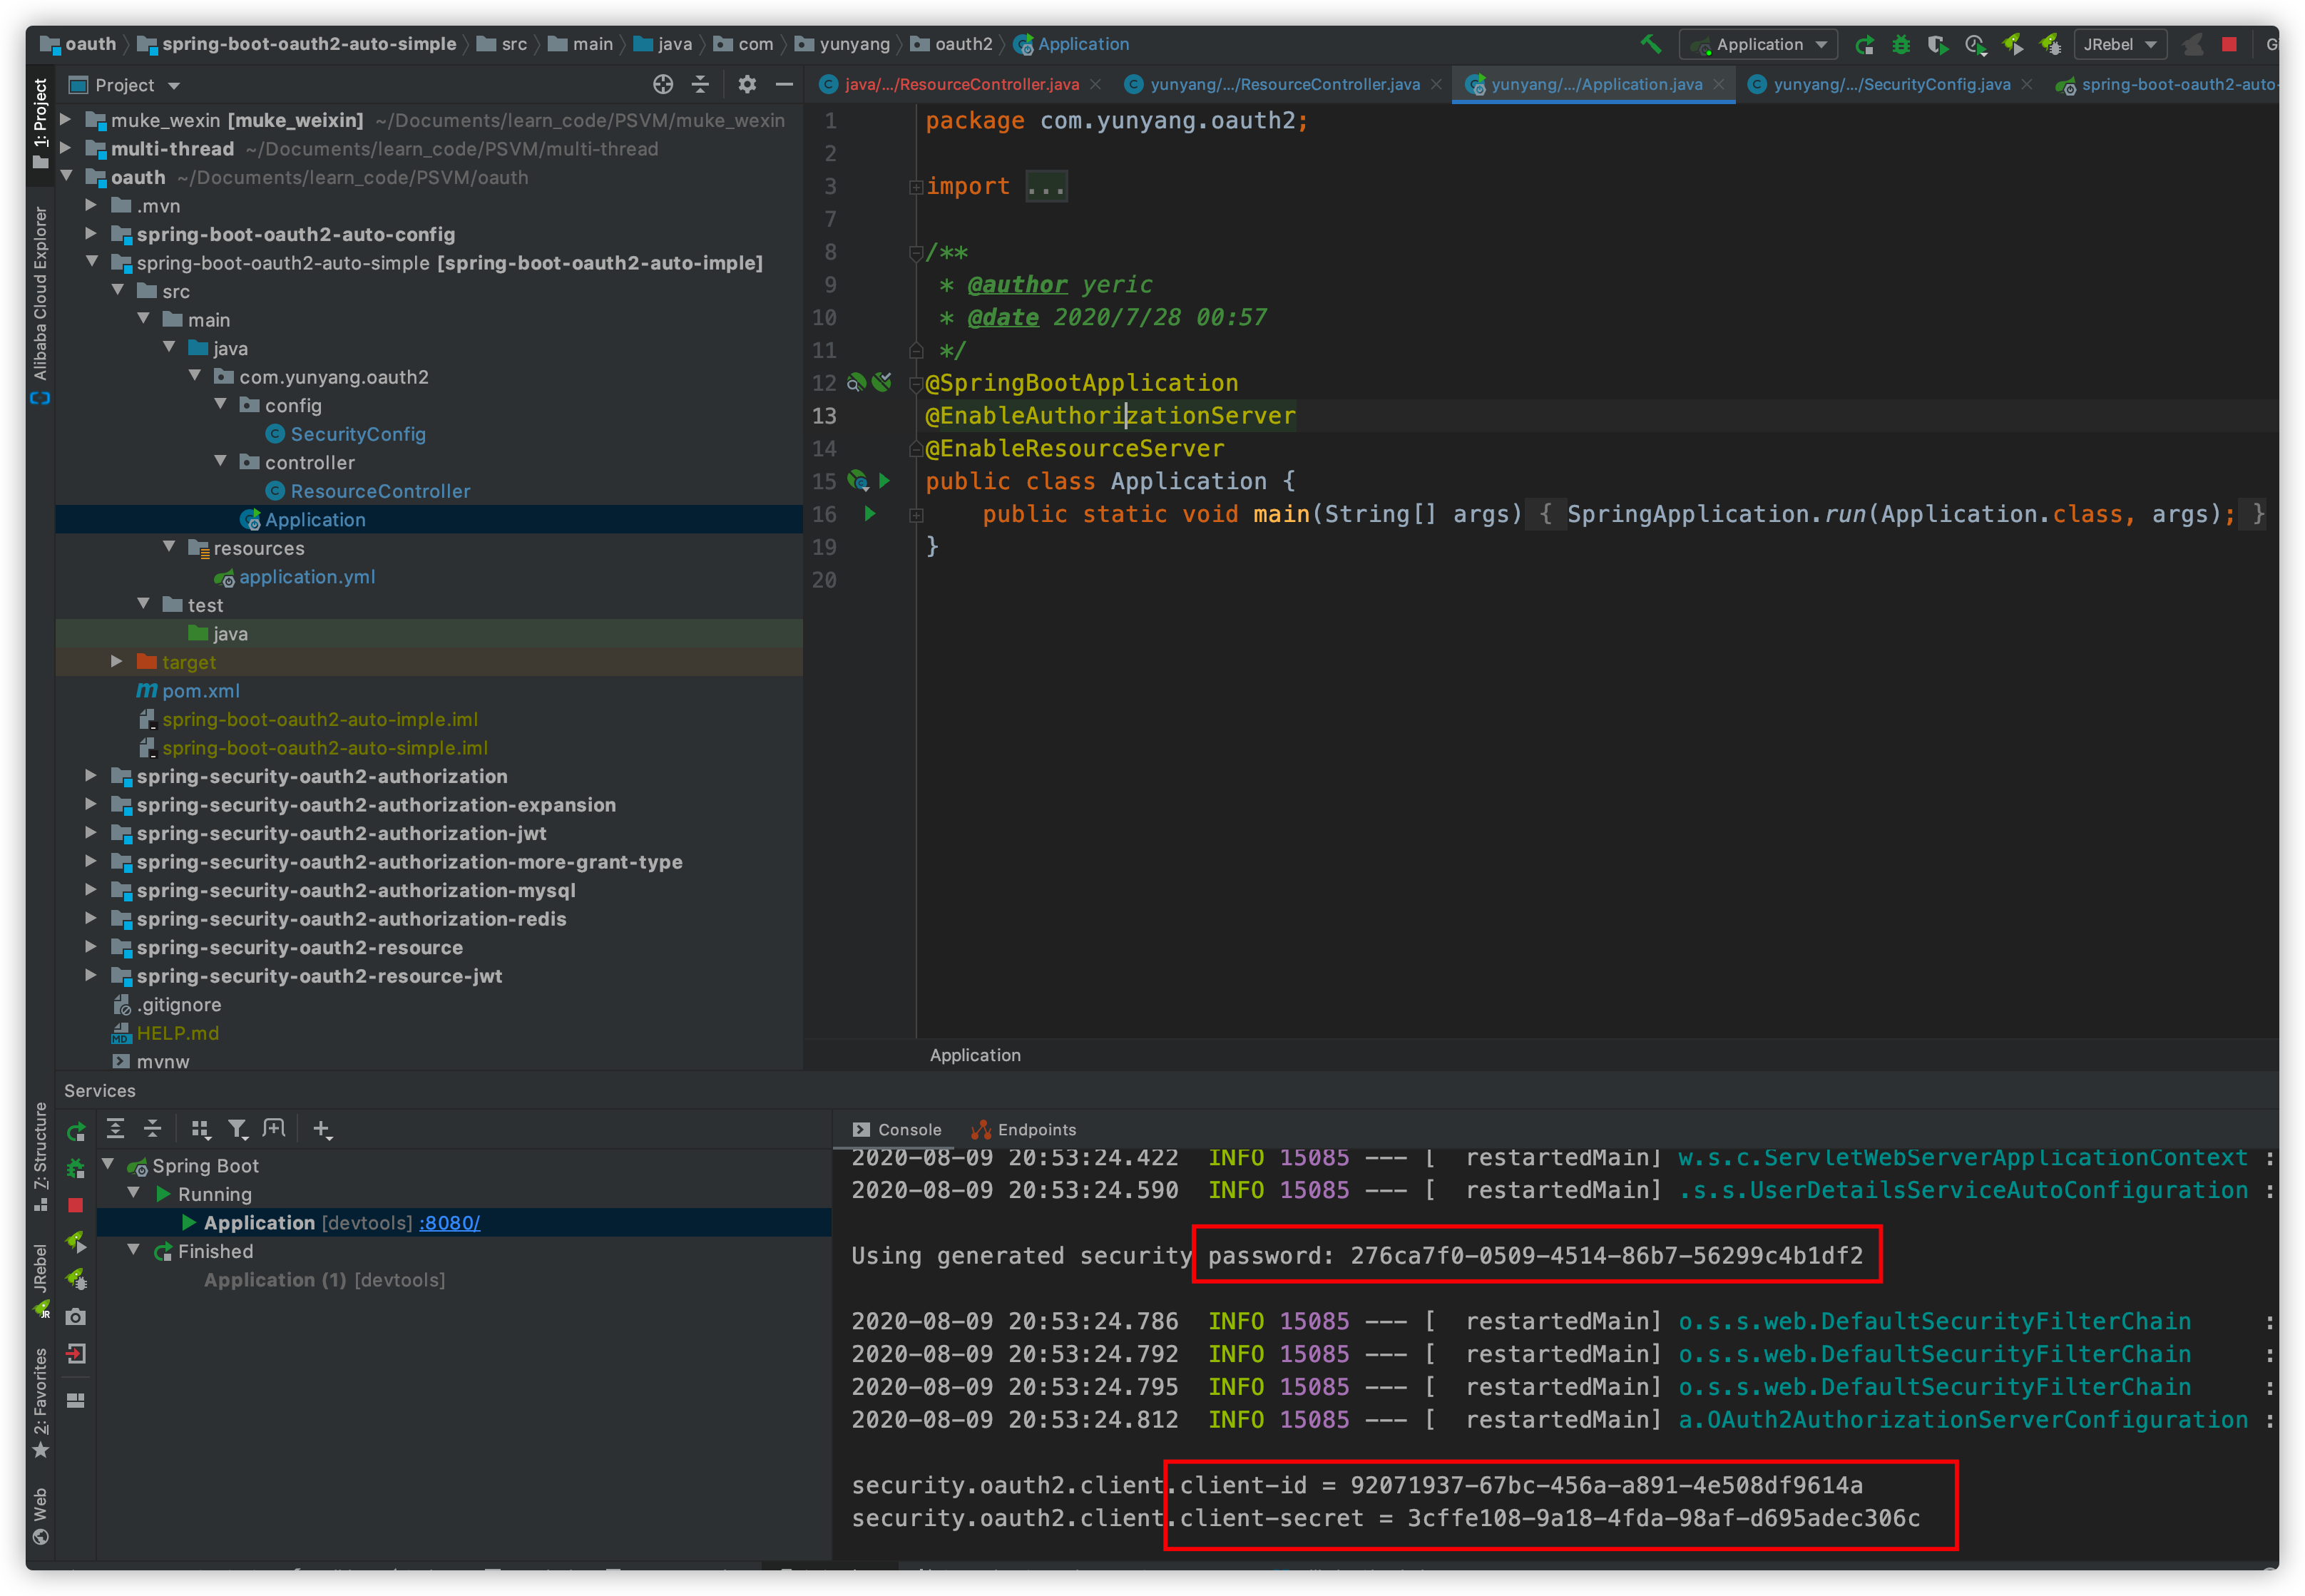 oauth spring-boot-oauth2-auto-simple src main java com yunyang oauth2 Application
Application JRebel
Project
java/.../ResourceController.java yunyang/.../ResourceController.java yunyang/.../Application.java yunyang/.../SecurityConfig.java spring-boot-oauth2-auto-
1: Project
Alibaba Cloud Explorer
muke_wexin [muke_weixin] ~/Documents/learn_code/PSVM/muke_wexin
multi-thread ~/Documents/learn_code/PSVM/multi-thread
oauth ~/Documents/learn_code/PSVM/oauth
.mvn
spring-boot-oauth2-auto-config
spring-boot-oauth2-auto-simple [spring-boot-oauth2-auto-imple]
src
main
java
com.yunyang.oauth2
config
SecurityConfig
controller
ResourceController
Application
resources
application.yml
test
java
target
pom.xml
spring-boot-oauth2-auto-imple.iml
spring-boot-oauth2-auto-simple.iml
spring-security-oauth2-authorization
spring-security-oauth2-authorization-expansion
spring-security-oauth2-authorization-jwt
spring-security-oauth2-authorization-more-grant-type
spring-security-oauth2-authorization-mysql
spring-security-oauth2-authorization-redis
spring-security-oauth2-resource
spring-security-oauth2-resource-jwt
.gitignore
HELP.md
mvnw
1 package com.yunyang.oauth2;
2
3 import ...
7
8 /**
9 * @author yeric
10 * @date 2020/7/28 00:57
11 */
12 @SpringBootApplication
13 @EnableAuthorizationServer
14 @EnableResourceServer
15 public class Application {
16 public static void main(String[] args) { SpringApplication.run(Application.class, args); }
19 }
20
Application
Services
Z: Structure
JRebel
2: Favorites
Web
Spring Boot
Running
Application [devtools] :8080/
Finished
Application (1) [devtools]
Console Endpoints
2020-08-09 20:53:24.422 INFO 15085 --- [ restartedMain] w.s.c.ServletWebServerApplicationContext :
2020-08-09 20:53:24.590 INFO 15085 --- [ restartedMain] .s.s.UserDetailsServiceAutoConfiguration :
Using generated security password: 276ca7f0-0509-4514-86b7-56299c4b1df2
2020-08-09 20:53:24.786 INFO 15085 --- [ restartedMain] o.s.s.web.DefaultSecurityFilterChain :
2020-08-09 20:53:24.792 INFO 15085 --- [ restartedMain] o.s.s.web.DefaultSecurityFilterChain :
2020-08-09 20:53:24.795 INFO 15085 --- [ restartedMain] o.s.s.web.DefaultSecurityFilterChain :
2020-08-09 20:53:24.812 INFO 15085 --- [ restartedMain] a.OAuth2AuthorizationServerConfiguration :
security.oauth2.client.client-id = 92071937-67bc-456a-a891-4e508df9614a
security.oauth2.client.client-secret = 3cffe108-9a18-4fda-98af-d695adec306c